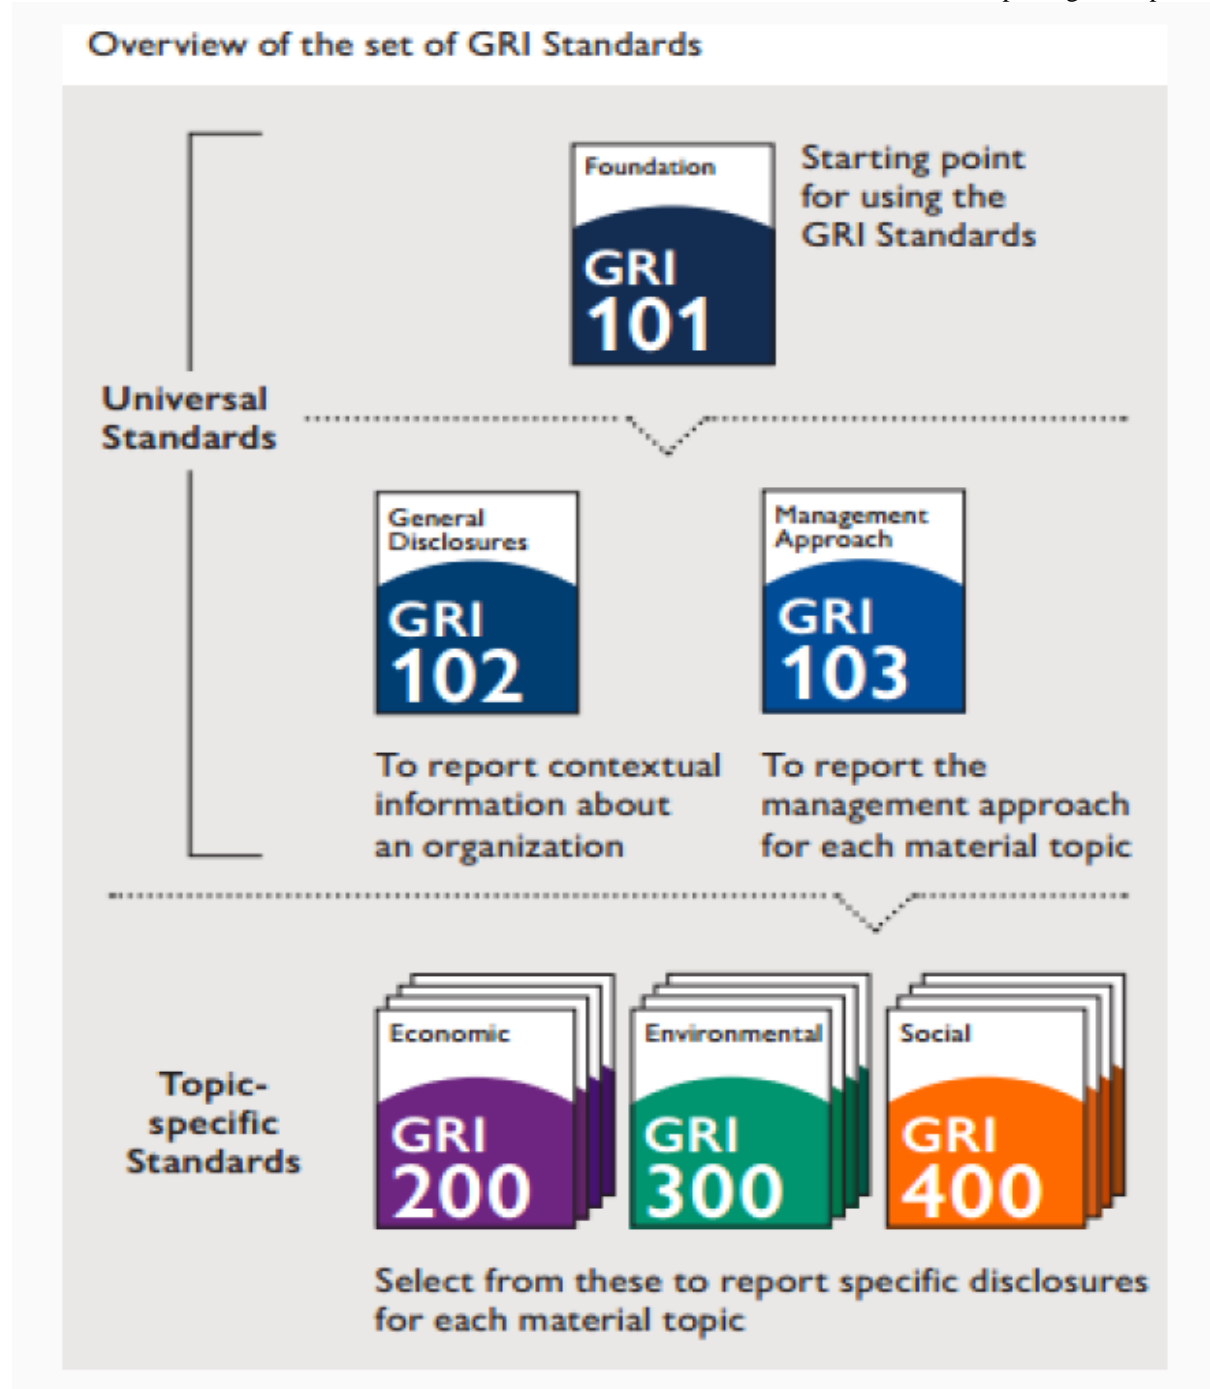 Overview of the set of GRI Standards
Foundation
GRI
101
Starting point
for using the
GRI Standards
Universal
Standards
General
Disclosures
GRI
102
Management
Approach
GRI
103
To report contextual
information about
an organization
To report the
management approach
for each material topic
Topic-
specific
Standards
Economic
GRI
200
Environmental
GRI
300
Social
GRI
400
Select from these to report specific disclosures
for each material topic